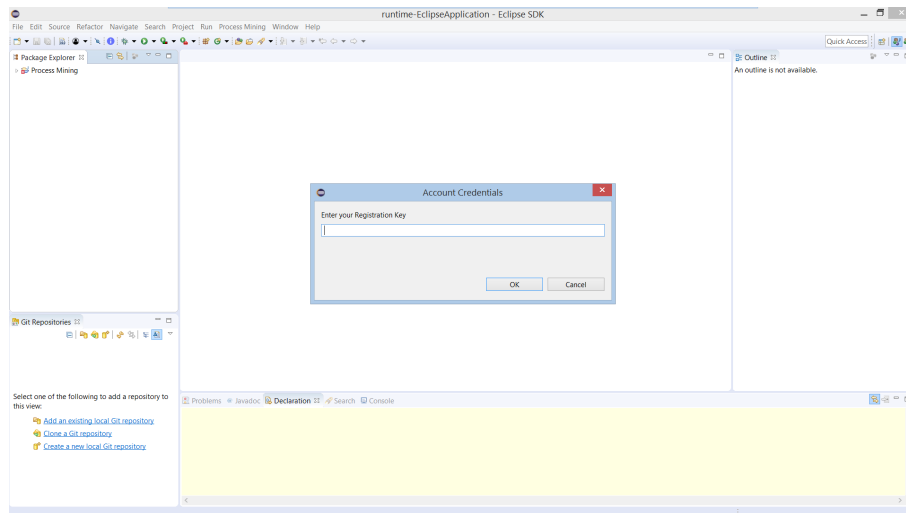 runtime-EclipseApplication - Eclipse SDK
File Edit Source Refactor Navigate Search Project Run Process Mining Window Help
Quick Access
Package Explorer
Process Mining
Outline
An outline is not available.
Account Credentials
Enter your Registration Key
OK Cancel
Git Repositories
Select one of the following to add a repository to
this view:
Add an existing local Git repository
Clone a Git repository
Create a new local Git repository
Problems Javadoc Declaration Search Console